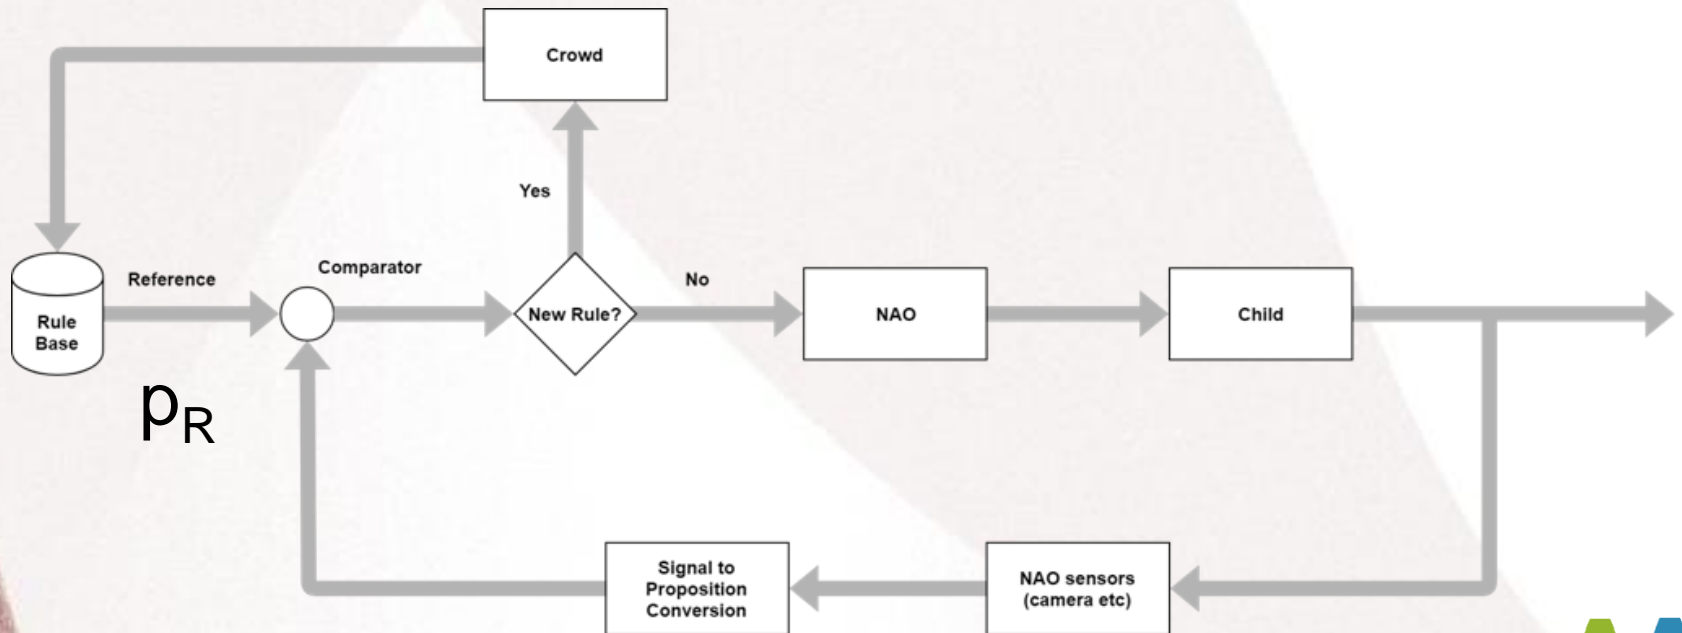 Crowd
Yes
Reference
Comparator
No
Rule
Base
New Rule?
NAO
Child
pR
Signal to
Proposition
Conversion
NAO sensors
(camera etc)